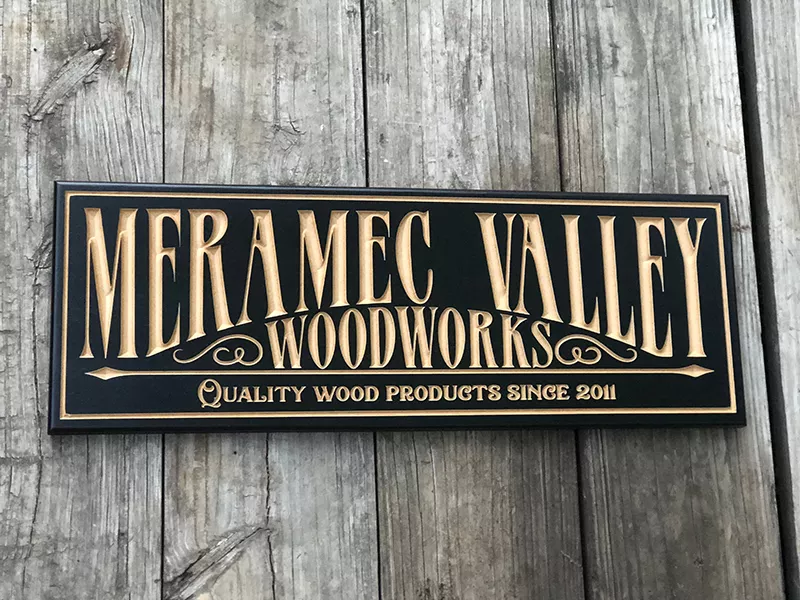 MERAMEC VALLEY
WOODWORKS
QUALITY WOOD PRODUCTS SINCE 2011